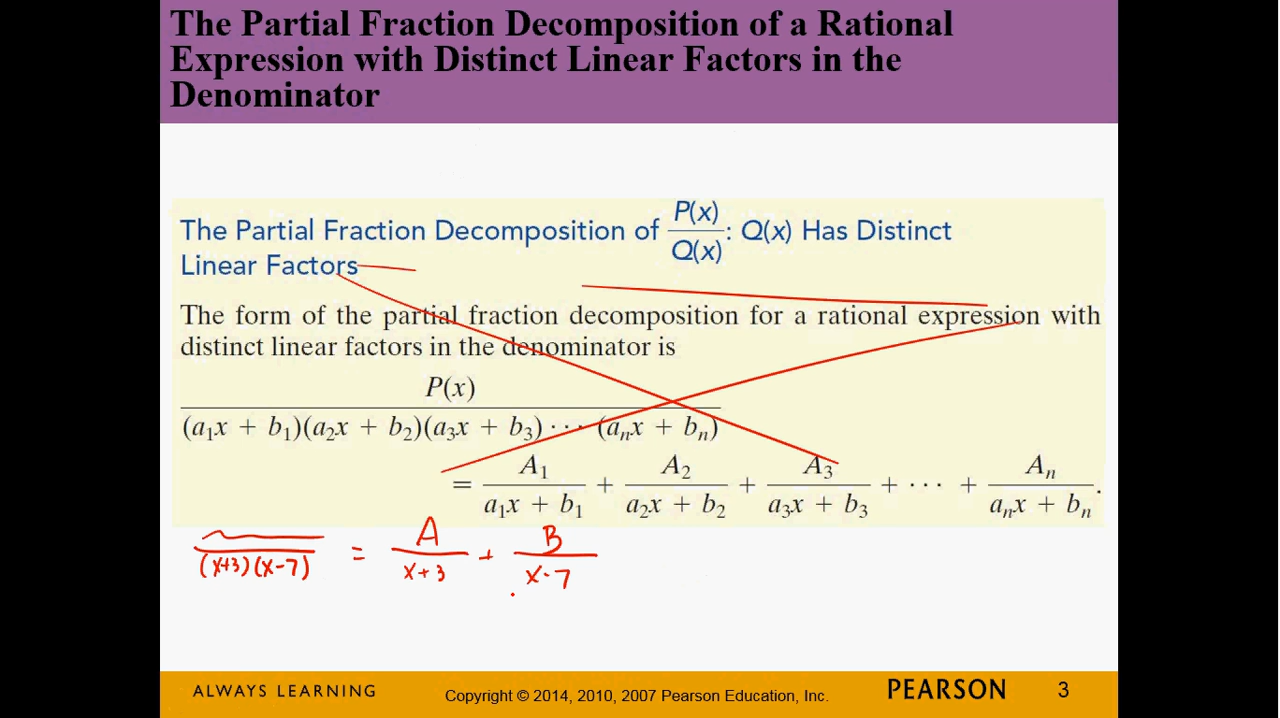 The Partial Fraction Decomposition of a Rational
Expression with Distinct Linear Factors in the
Denominator
The Partial Fraction Decomposition of P(x)/Q(x): Q(x) Has Distinct
Linear Factors
The form of the partial fraction decomposition for a rational expression with
distinct linear factors in the denominator is
P(x)
(a₁x + b₁)(a₂x + b₂)(a₃x + b₃) · · · (aₙx + bₙ)
= A₁/(a₁x + b₁) + A₂/(a₂x + b₂) + A₃/(a₃x + b₃) + · · · + Aₙ/(aₙx + bₙ).
(x+3)(x-7) = A/(x+3) + B/(x-7)
ALWAYS LEARNING Copyright © 2014, 2010, 2007 Pearson Education, Inc. PEARSON 3